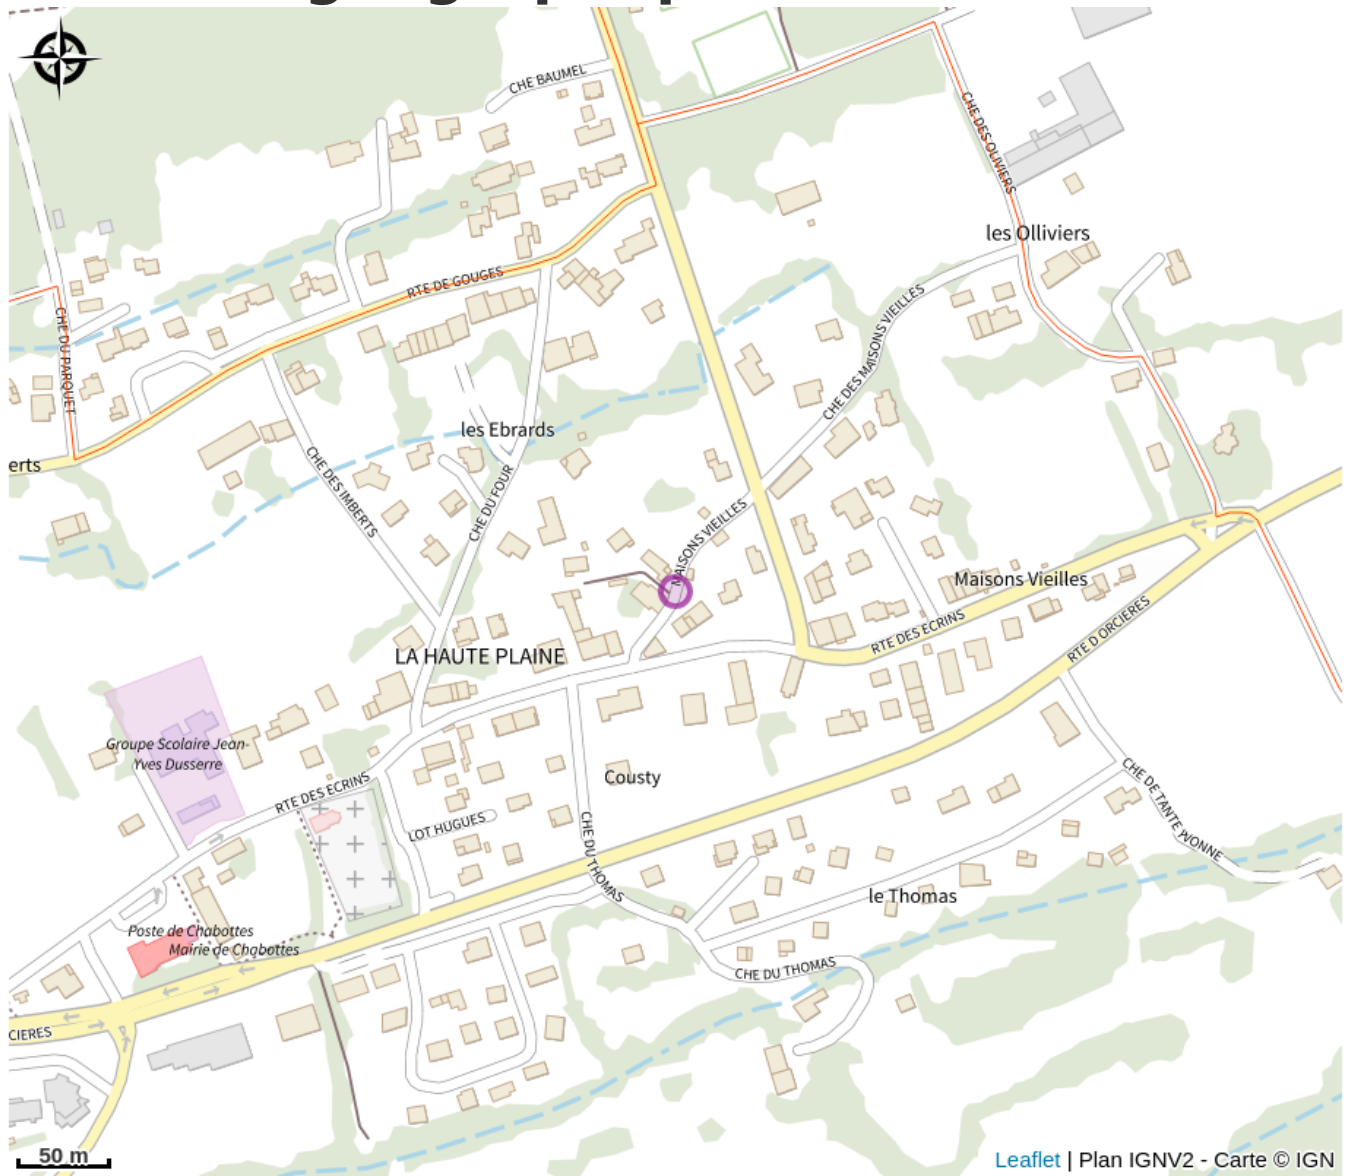 CHE BAUMEL
CHE DES OLIVIERS
les Olliviers
RTE DE GOUGES
CHE DU PARQUET
CHE DES MAISONS VIEILLES
les Ebrards
erts
CHE DES IMBERTS
CHE DU FOUR
MAISONS VIEILLES
Maisons Vieilles
RTE DES ECRINS
RTE D ORCIERES
LA HAUTE PLAINE
Groupe Scolaire Jean-
Yves Dusserre
Cousty
RTE DES ECRINS
LOT HUGUES
CHE DU THOMAS
CHE DE TANTE YVONNE
le Thomas
Poste de Chabottes
Mairie de Chabottes
CHE DU THOMAS
CIERES
50 m
Leaflet | Plan IGNV2 - Carte © IGN